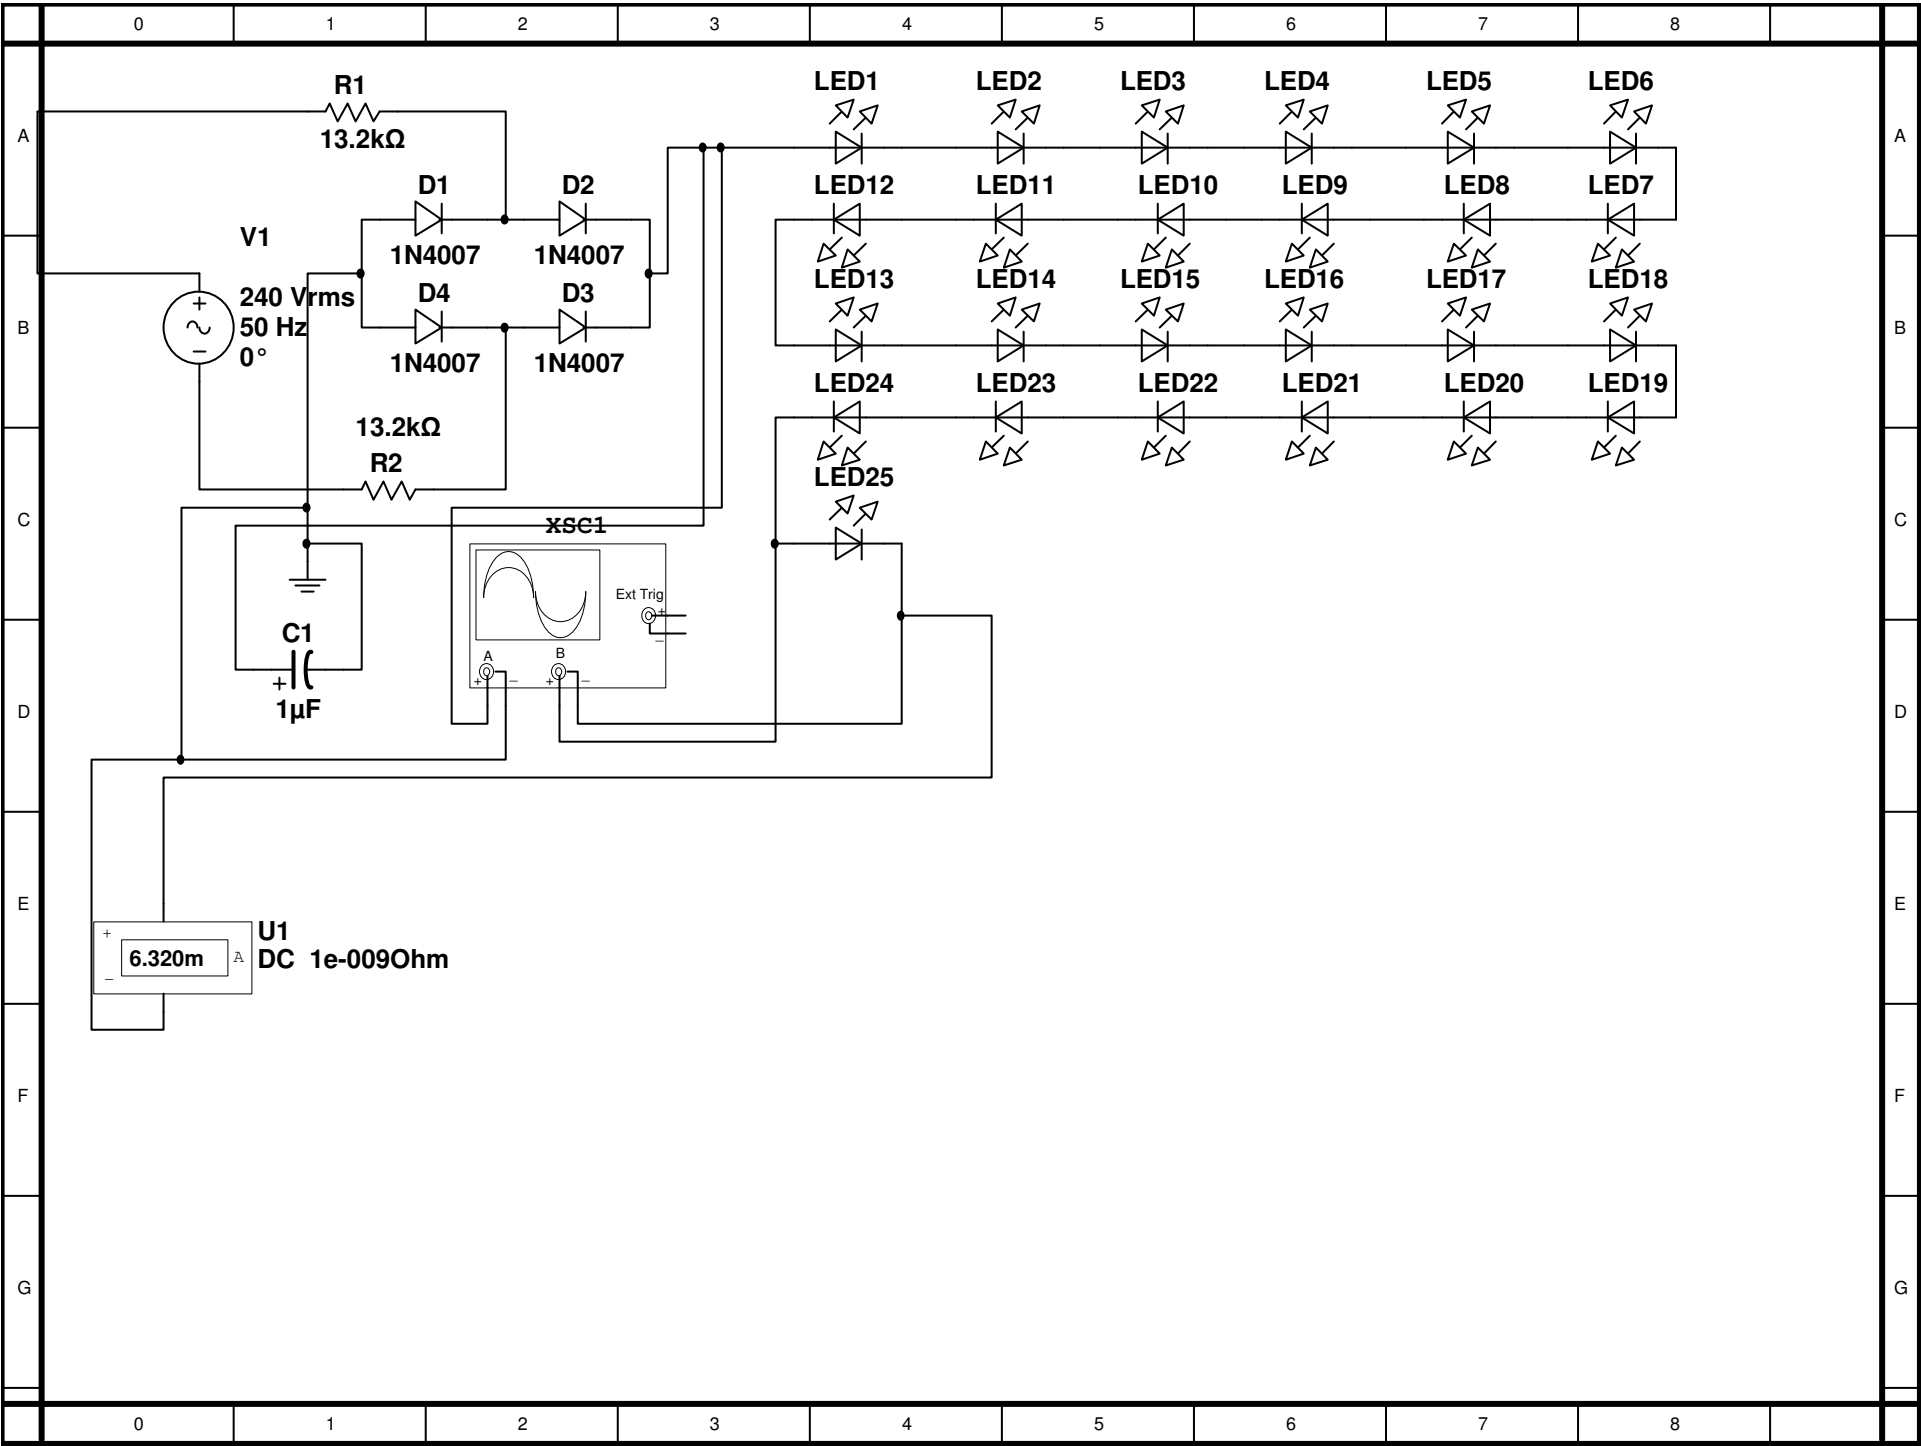 0 1 2 3 4 5 6 7 8
A A
B B
C C
D D
E E
F F
G G
R1
13.2kΩ
V1
240 Vrms
50 Hz
0°
D1 D2
1N4007 1N4007
D4 D3
1N4007 1N4007
13.2kΩ
R2
LED1 LED2 LED3 LED4 LED5 LED6
LED12 LED11 LED10 LED9 LED8 LED7
LED13 LED14 LED15 LED16 LED17 LED18
LED24 LED23 LED22 LED21 LED20 LED19
LED25
XSC1
Ext Trig
+
_
A B
+ _ + _
C1
+
1µF
+
−
6.320m A
U1
DC 1e-009Ohm
0 1 2 3 4 5 6 7 8